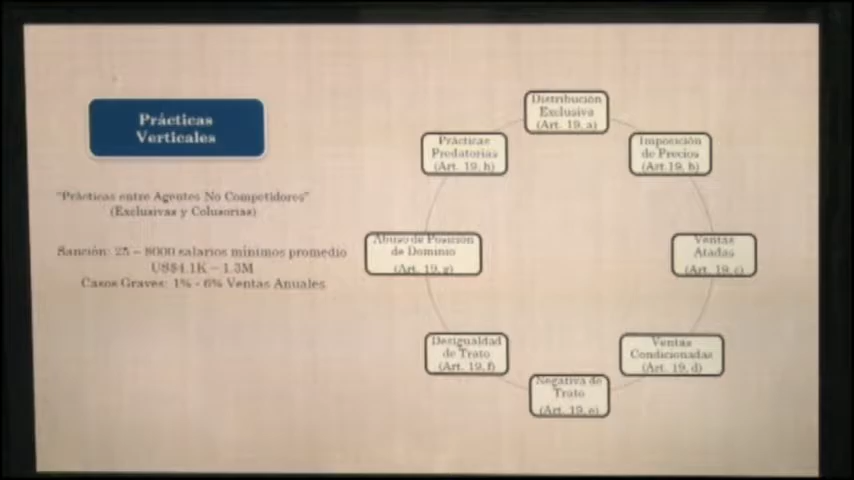 Prácticas
Verticales
"Prácticas entre Agentes No Competidores"
(Exclusivas y Colusorias)
Sanción: 25 – 8000 salarios mínimos promedio
US$4.1K – 1.3M
Casos Graves: 1% - 6% Ventas Anuales
Distribución
Exclusiva
(Art. 19, a)
Imposición
de Precios
(Art.19, b)
Ventas
Atadas
(Art. 19, c)
Ventas
Condicionadas
(Art. 19, d)
Negativa de
Trato
(Art. 19, e)
Desigualdad
de Trato
(Art. 19, f)
Abuso de Posición
de Dominio
(Art. 19, g)
Prácticas
Predatorias
(Art. 19, h)